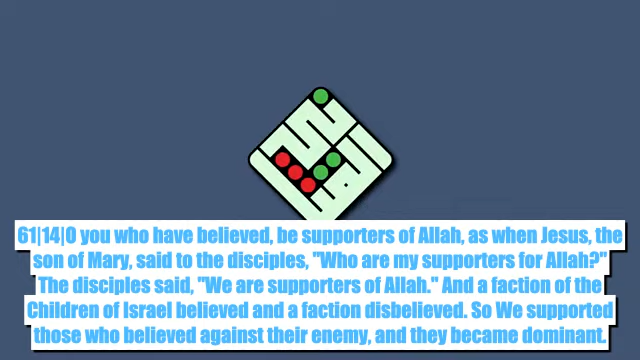 61|14|O you who have believed, be supporters of Allah, as when Jesus, the
son of Mary, said to the disciples, "Who are my supporters for Allah?"
The disciples said, "We are supporters of Allah." And a faction of the
Children of Israel believed and a faction disbelieved. So We supported
those who believed against their enemy, and they became dominant.